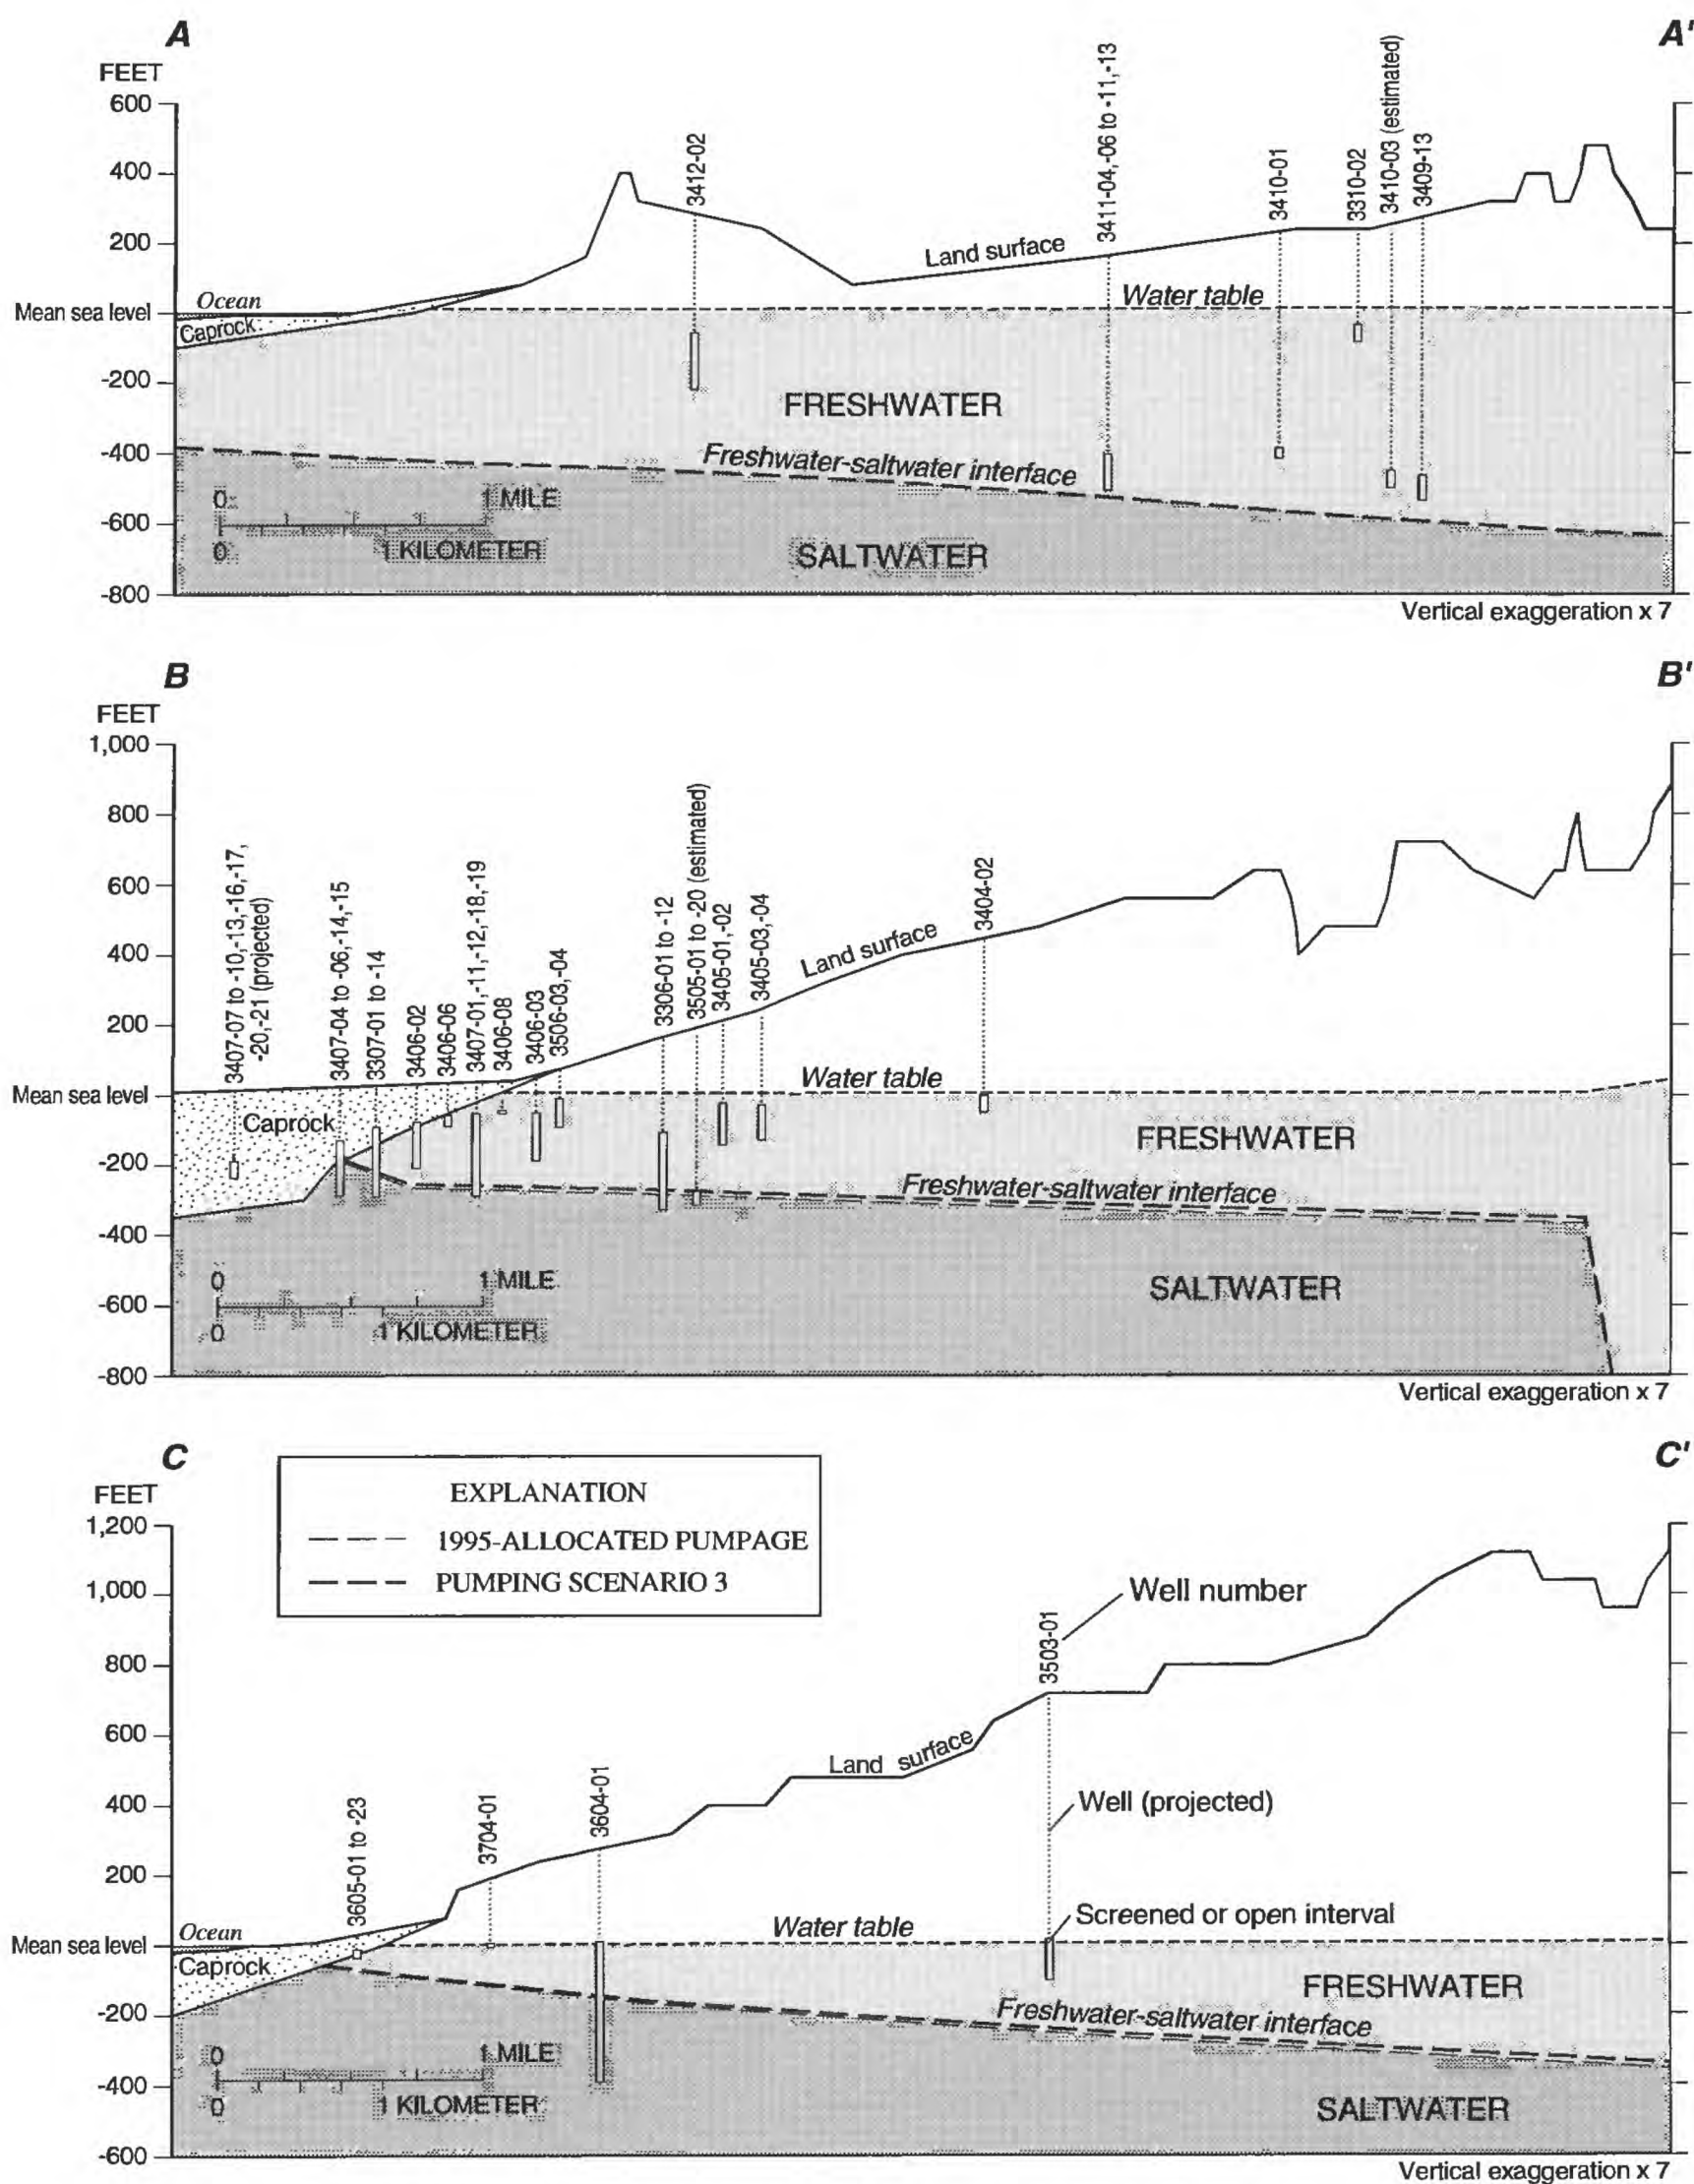 A
A'
FEET
600
400
200
Mean sea level
-200
-400
-600
-800
3412-02
3411-04,-06 to -11,-13
3410-01
3310-02
3410-03 (estimated)
3409-13
Land surface
Ocean
Caprock
Water table
FRESHWATER
Freshwater-saltwater interface
0 1 MILE
0 1 KILOMETER
SALTWATER
Vertical exaggeration x 7
B
B'
FEET
1,000
800
600
400
200
Mean sea level
-200
-400
-600
-800
3407-07 to -10,-13,-16,-17,
-20,-21 (projected)
3407-04 to -06,-14,-15
3307-01 to -14
3406-02
3406-06
3407-01,-11,-12,-18,-19
3406-08
3406-03
3506-03,-04
3306-01 to -12
3505-01 to -20 (estimated)
3405-01,-02
3405-03,-04
3404-02
Land surface
Water table
Caprock
FRESHWATER
Freshwater-saltwater interface
0 1 MILE
0 1 KILOMETER
SALTWATER
Vertical exaggeration x 7
C
C'
FEET
1,200
1,000
800
600
400
200
Mean sea level
-200
-400
-600
EXPLANATION
1995-ALLOCATED PUMPAGE
PUMPING SCENARIO 3
Well number
3503-01
Land surface
Well (projected)
3605-01 to -23
3704-01
3604-01
Screened or open interval
Ocean
Water table
Caprock
FRESHWATER
Freshwater-saltwater interface
0 1 MILE
0 1 KILOMETER
SALTWATER
Vertical exaggeration x 7